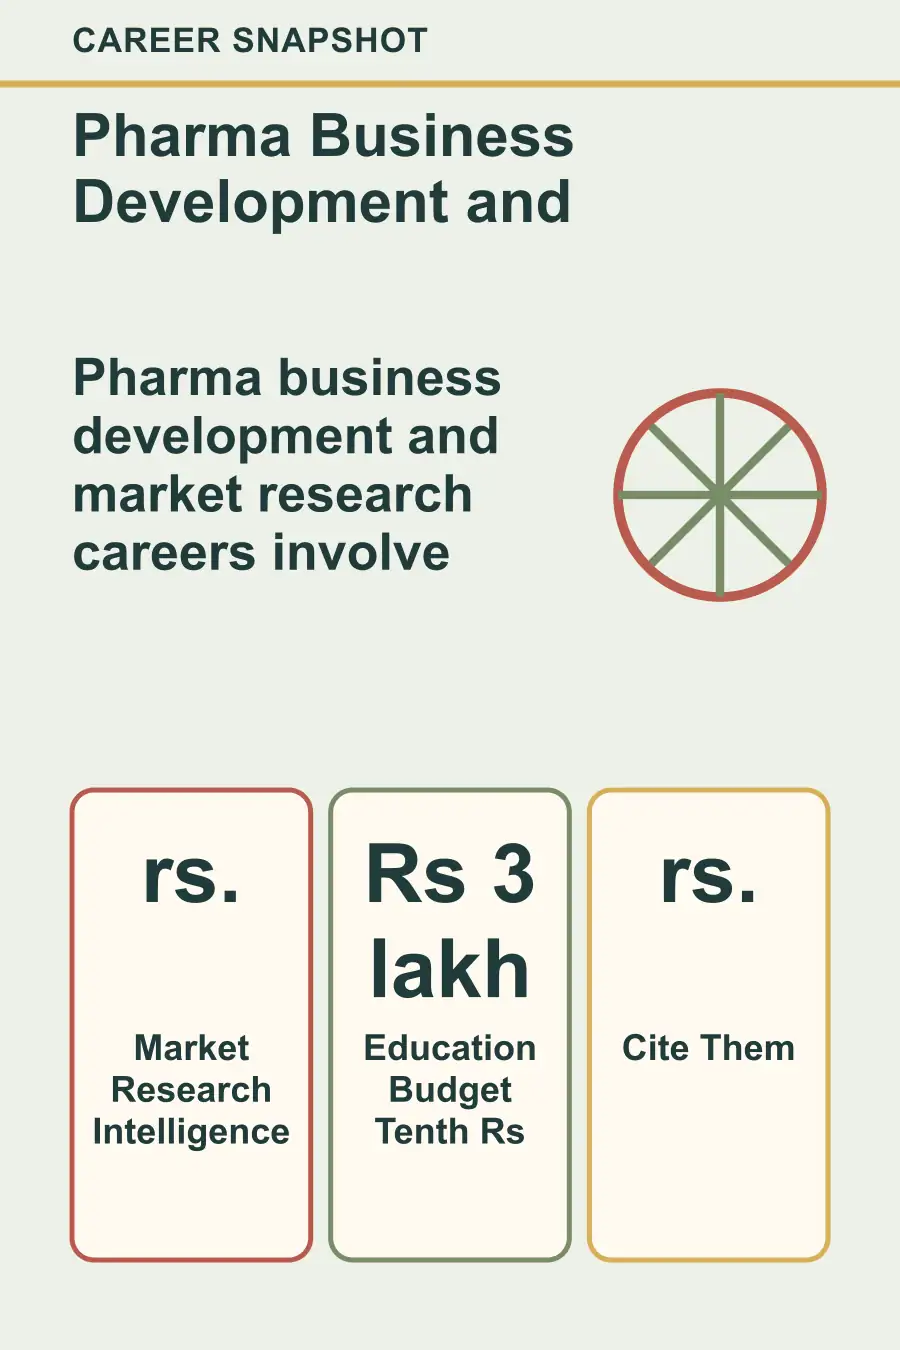 CAREER SNAPSHOT
Pharma Business
Development and
Pharma business
development and
market research
careers involve
rs.
Market
Research
Intelligence
Rs 3
lakh
Education
Budget
Tenth Rs
rs.
Cite Them